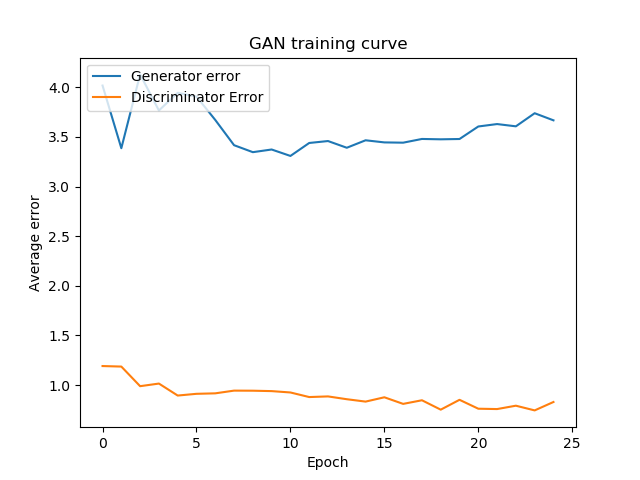 GAN training curve
Generator error
Discriminator Error
4.0
3.5
3.0
2.5
2.0
1.5
1.0
Average error
0
5
10
15
20
25
Epoch